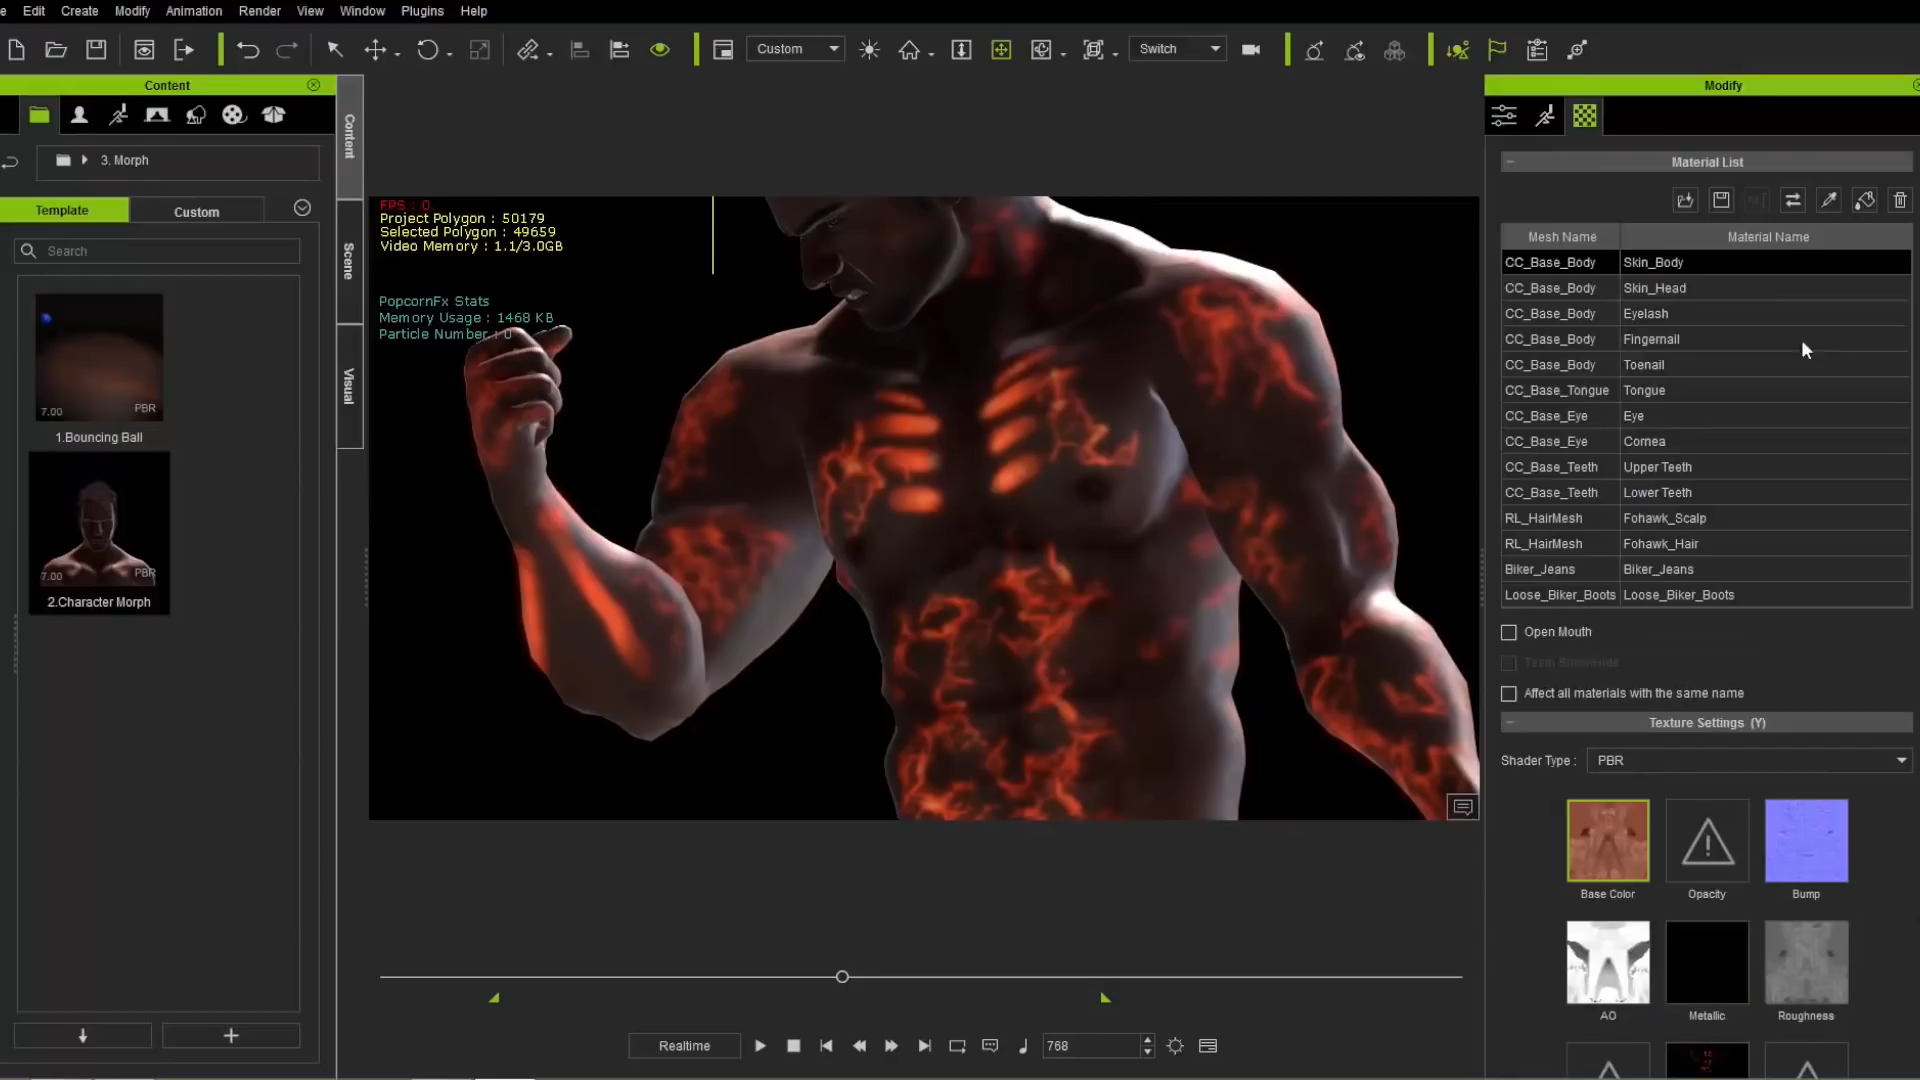 Edit Create Modify Animation Render View Window Plugins Help
Custom
Switch
Content
Modify
3. Morph
Template
Custom
Search
7.00 PBR
1.Bouncing Ball
7.00 PBR
2.Character Morph
Content
Scene
Visual
FPS : 0
Project Polygon : 50179
Selected Polygon : 49659
Video Memory : 1.1/3.0GB
PopcornFx Stats
Memory Usage : 1468 KB
Particle Number : 0
Realtime
768
Material List
Mesh Name Material Name
CC_Base_Body Skin_Body
CC_Base_Body Skin_Head
CC_Base_Body Eyelash
CC_Base_Body Fingernail
CC_Base_Body Toenail
CC_Base_Tongue Tongue
CC_Base_Eye Eye
CC_Base_Eye Cornea
CC_Base_Teeth Upper Teeth
CC_Base_Teeth Lower Teeth
RL_HairMesh Fohawk_Scalp
RL_HairMesh Fohawk_Hair
Biker_Jeans Biker_Jeans
Loose_Biker_Boots Loose_Biker_Boots
Open Mouth
Affect all materials with the same name
Texture Settings (Y)
Shader Type : PBR
Base Color Opacity Bump
AO Metallic Roughness